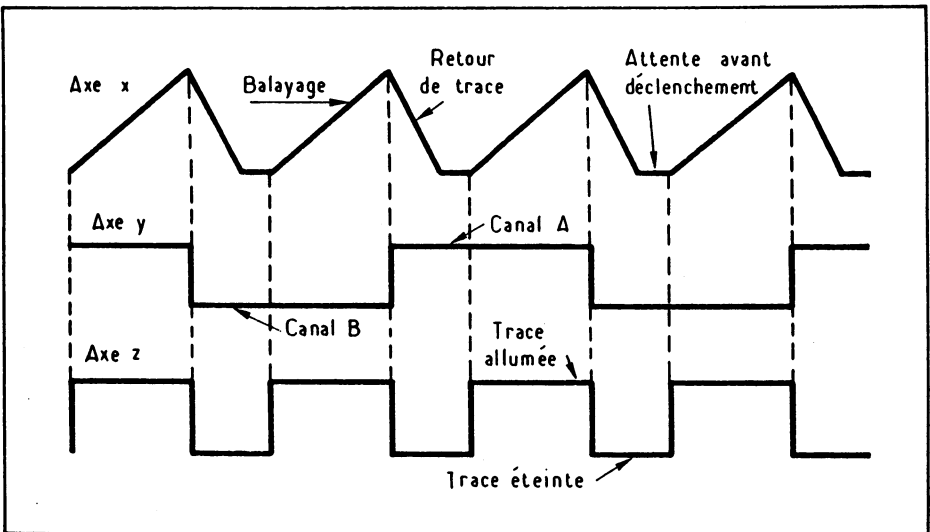 Axe x
Balayage
Retour
de trace
Attente avant
déclenchement
Axe y
Canal A
Canal B
Axe z
Trace
allumée
Trace éteinte